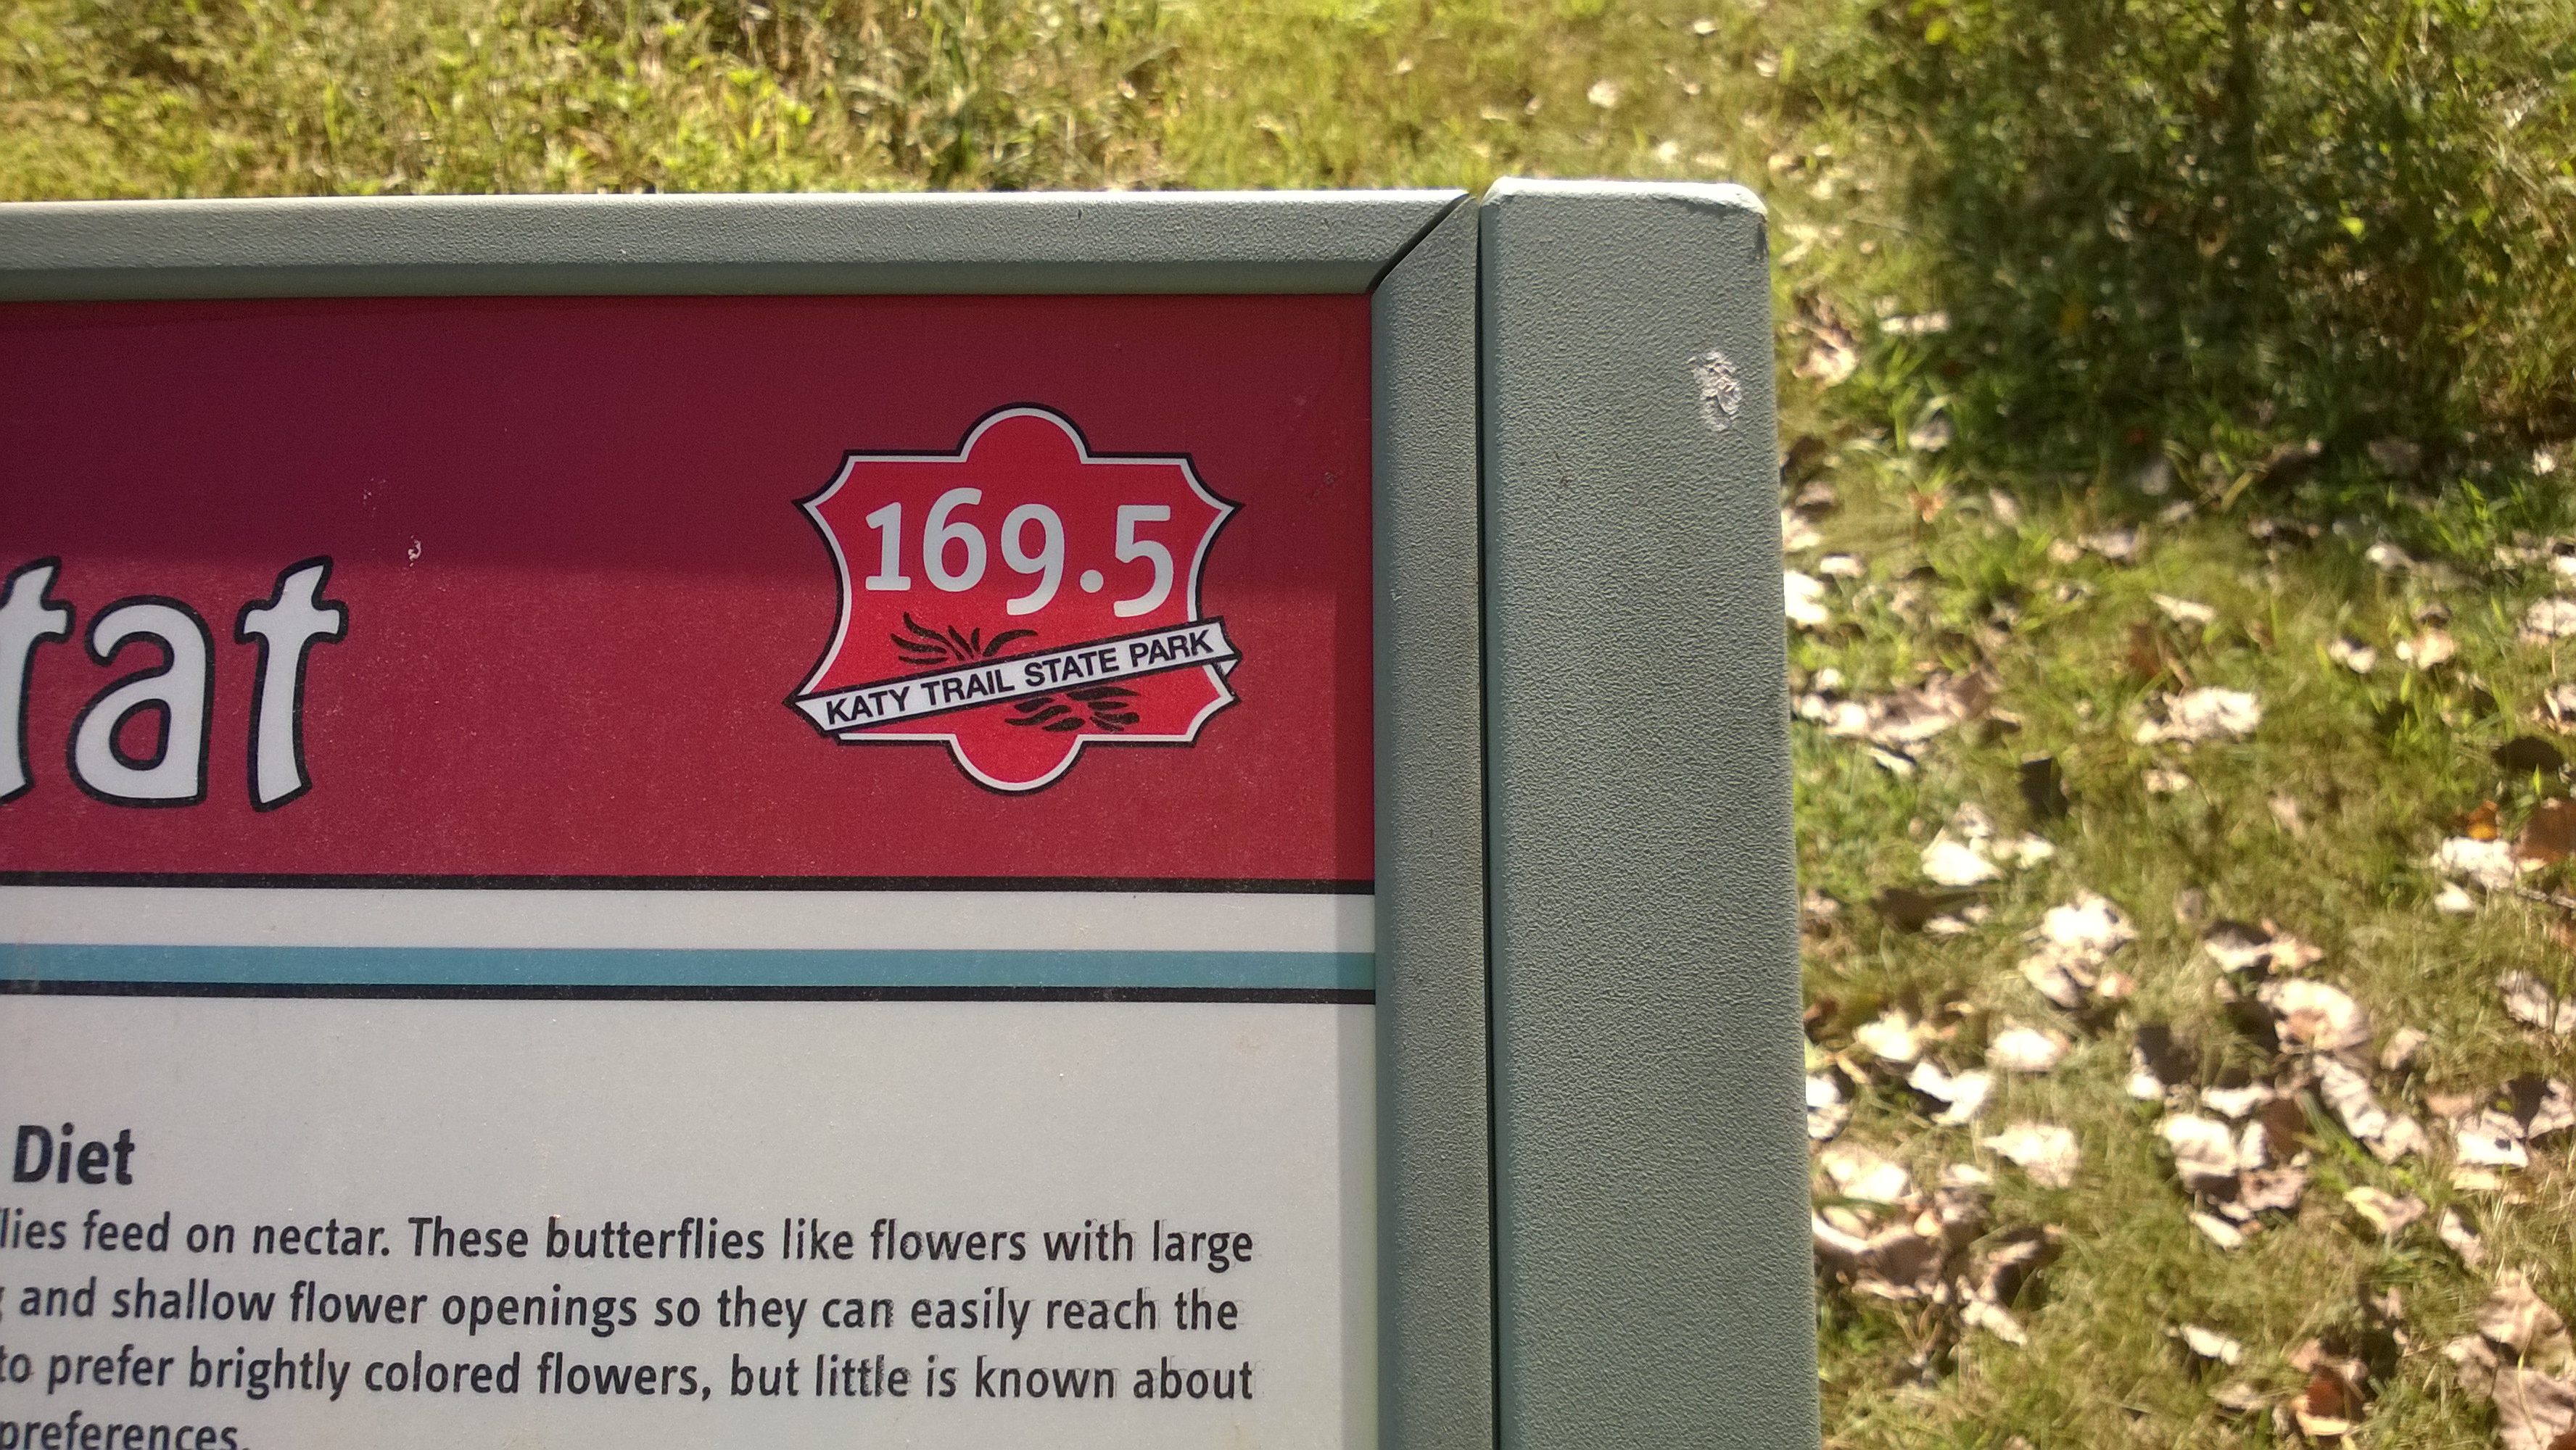 tat
169.5
KATY TRAIL STATE PARK
Diet
lies feed on nectar. These butterflies like flowers with large
and shallow flower openings so they can easily reach the
to prefer brightly colored flowers, but little is known about
preferences.